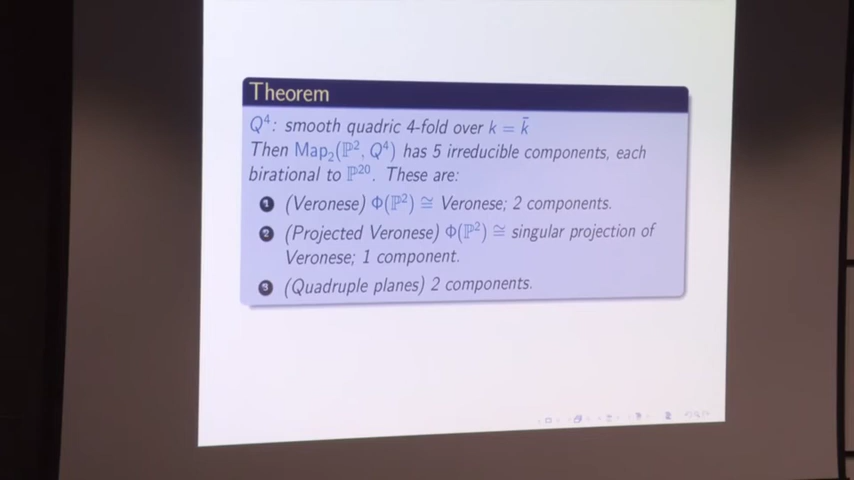 Theorem
Q⁴: smooth quadric 4-fold over k = k̄
Then Map₂(ℙ², Q⁴) has 5 irreducible components, each
birational to ℙ²⁰. These are:
1 (Veronese) Φ(ℙ²) ≅ Veronese; 2 components.
2 (Projected Veronese) Φ(ℙ²) ≅ singular projection of
Veronese; 1 component.
3 (Quadruple planes) 2 components.